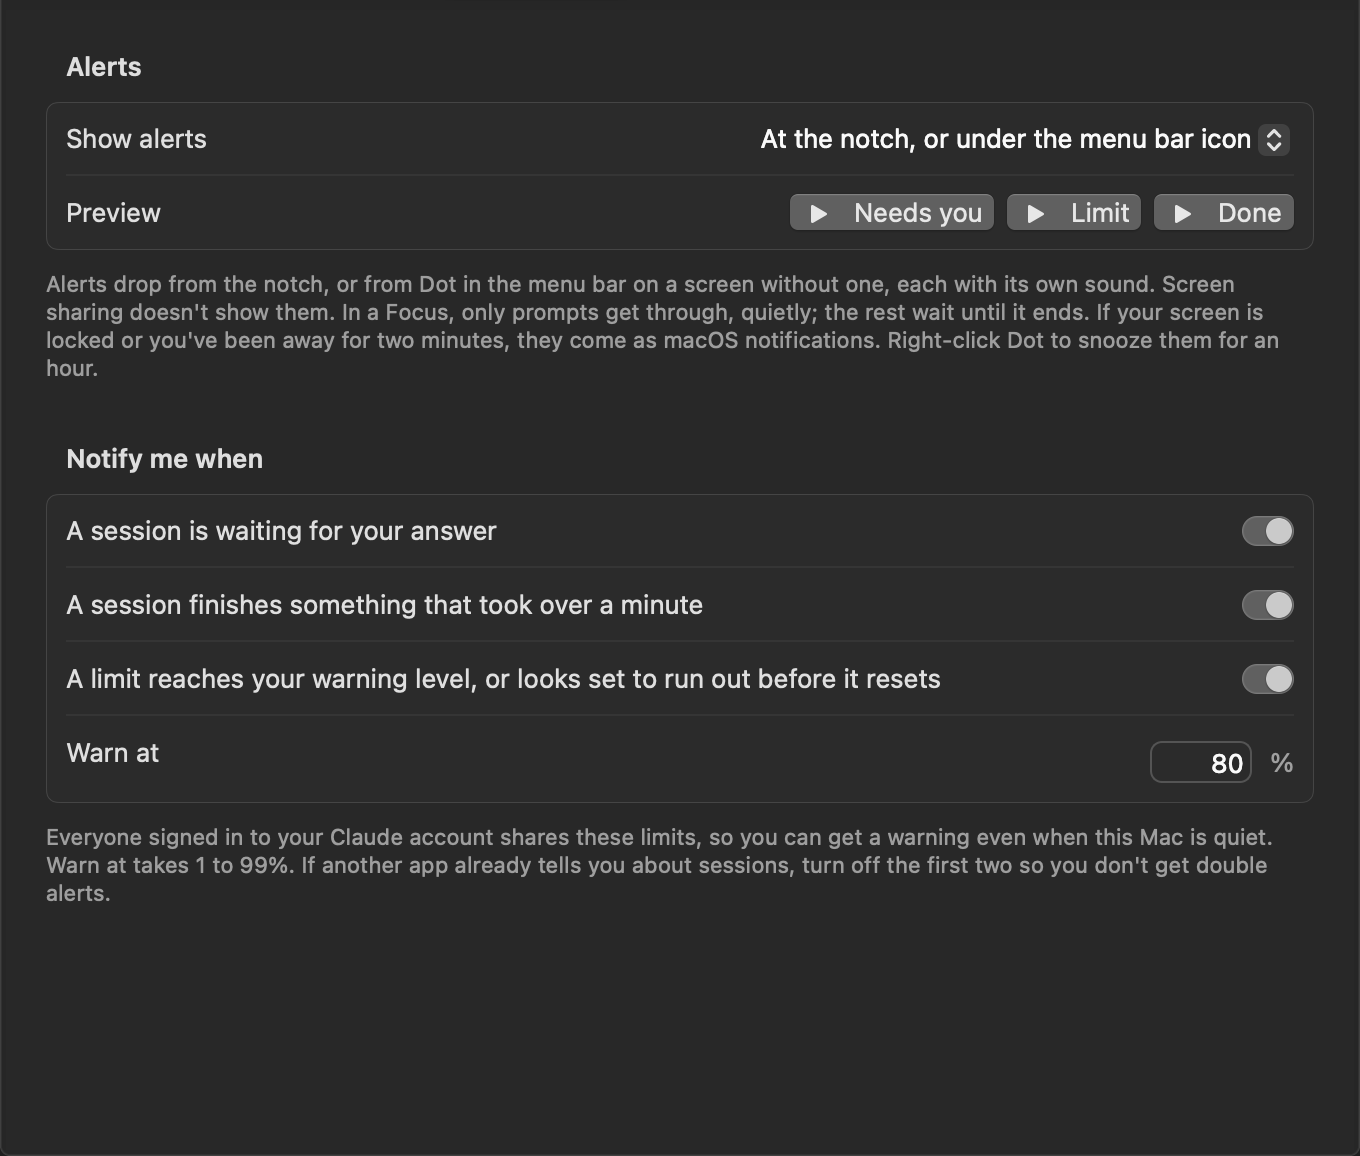 Alerts
Show alerts At the notch, or under the menu bar icon
Preview Needs you Limit Done
Alerts drop from the notch, or from Dot in the menu bar on a screen without one, each with its own sound. Screen
sharing doesn't show them. In a Focus, only prompts get through, quietly; the rest wait until it ends. If your screen is
locked or you've been away for two minutes, they come as macOS notifications. Right-click Dot to snooze them for an
hour.
Notify me when
A session is waiting for your answer
A session finishes something that took over a minute
A limit reaches your warning level, or looks set to run out before it resets
Warn at 80 %
Everyone signed in to your Claude account shares these limits, so you can get a warning even when this Mac is quiet.
Warn at takes 1 to 99%. If another app already tells you about sessions, turn off the first two so you don't get double
alerts.